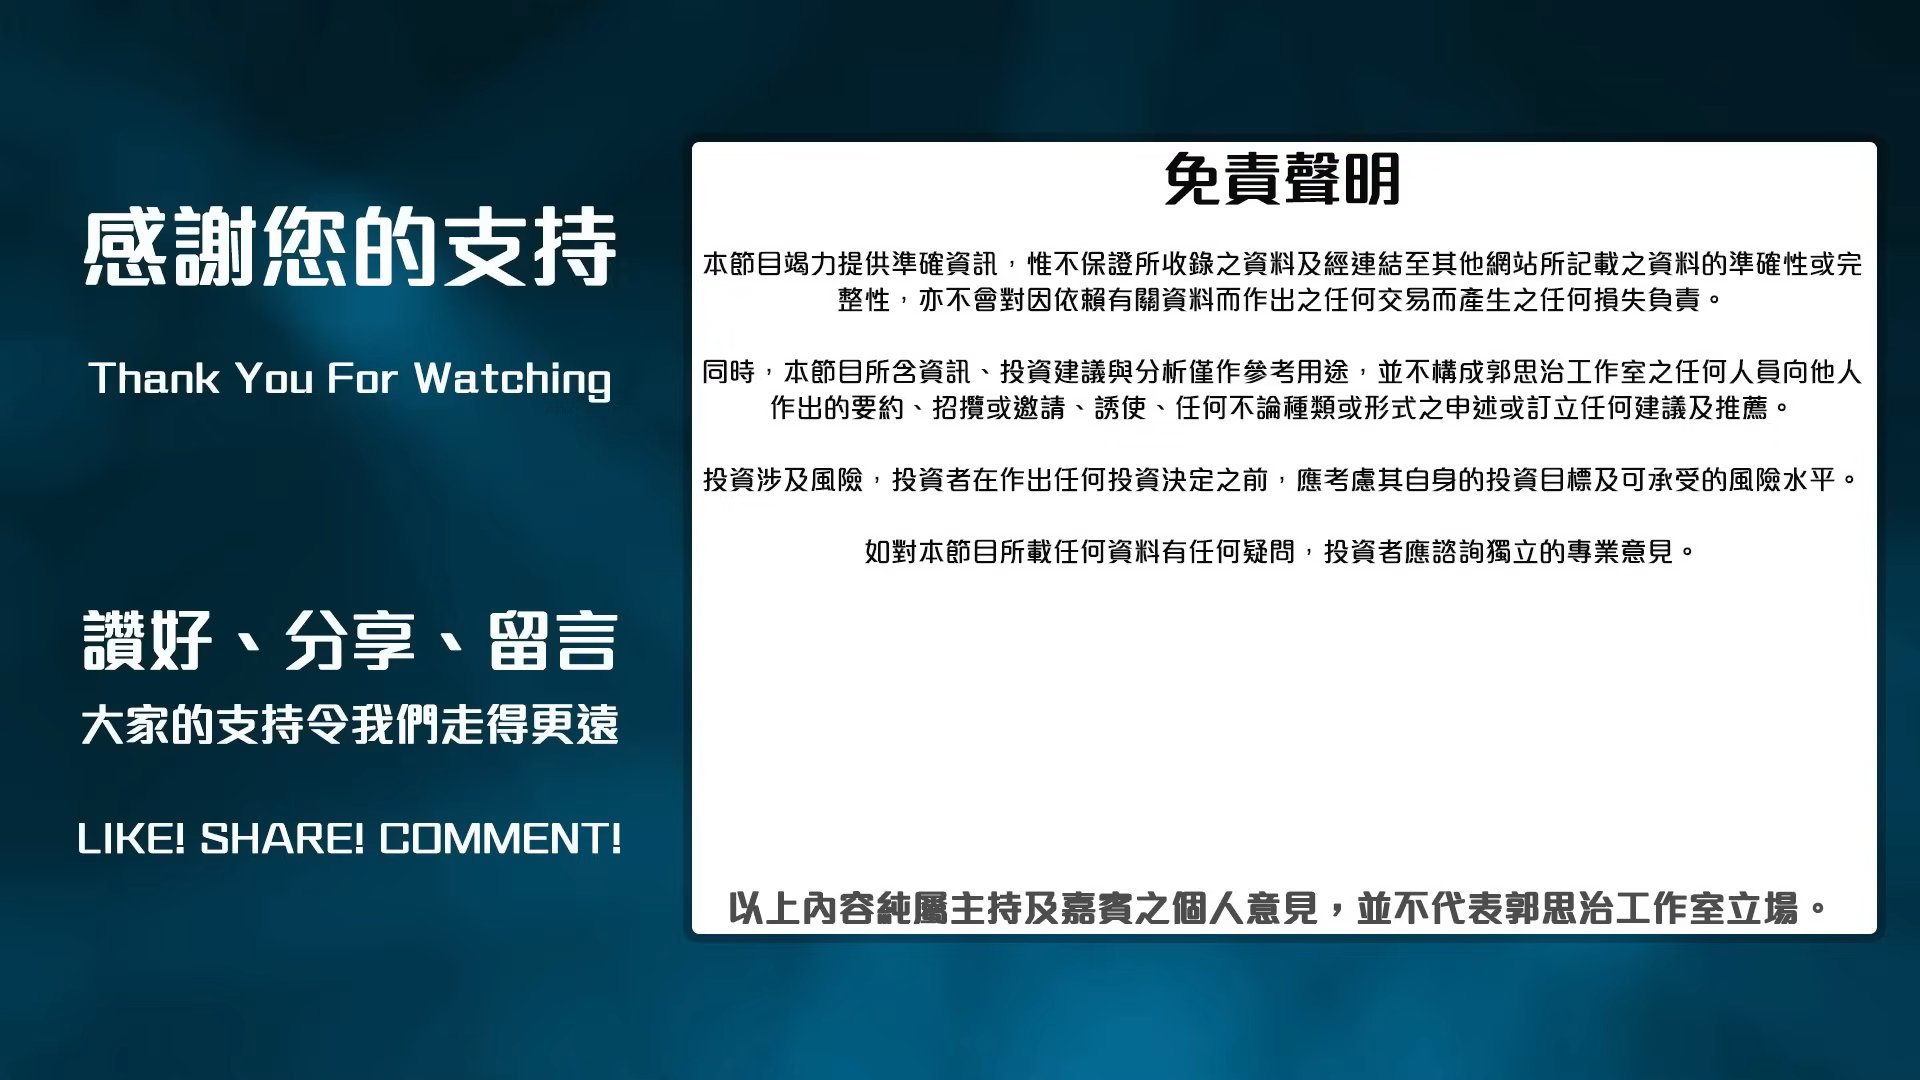 感謝您的支持
Thank You For Watching
讚好、分享、留言
大家的支持令我們走得更遠
LIKE! SHARE! COMMENT!
免責聲明
本節目竭力提供準確資訊，惟不保證所收錄之資料及經連結至其他網站所記載之資料的準確性或完
整性，亦不會對因依賴有關資料而作出之任何交易而產生之任何損失負責。
同時，本節目所含資訊、投資建議與分析僅作參考用途，並不構成郭思治工作室之任何人員向他人
作出的要約、招攬或邀請、誘使、任何不論種類或形式之申述或訂立任何建議及推薦。
投資涉及風險，投資者在作出任何投資決定之前，應考慮其自身的投資目標及可承受的風險水平。
如對本節目所載任何資料有任何疑問，投資者應諮詢獨立的專業意見。
以上內容純屬主持及嘉賓之個人意見，並不代表郭思治工作室立場。